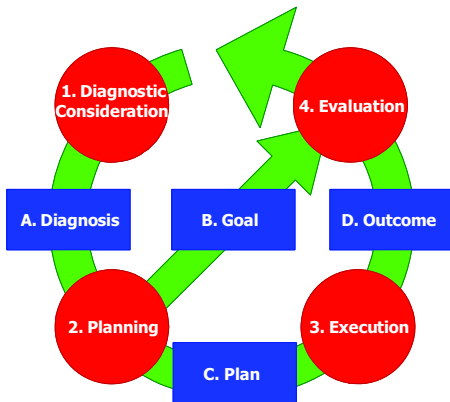 1. Diagnostic
Consideration
4. Evaluation
A. Diagnosis
B. Goal
D. Outcome
2. Planning
3. Execution
C. Plan